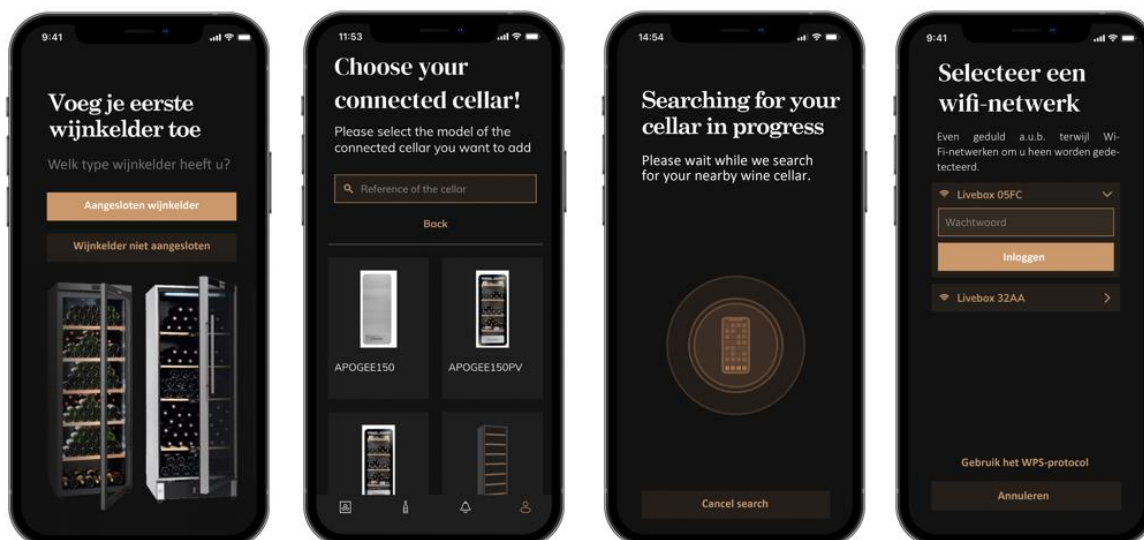 9:41
Voeg je eerste
wijnkelder toe
Welk type wijnkelder heeft u?
Aangesloten wijnkelder
Wijnkelder niet aangesloten
11:53
Choose your
connected cellar!
Please select the model of the
connected cellar you want to add
Reference of the cellar
Back
APOGEE150
APOGEE150PV
14:54
Searching for your
cellar in progress
Please wait while we search
for your nearby wine cellar.
Cancel search
9:41
Selecteer een
wifi-netwerk
Even geduld a.u.b. terwijl Wi-
Fi-netwerken om u heen worden gede-
tecteerd.
Livebox 05FC
Wachtwoord
Inloggen
Livebox 32AA
Gebruik het WPS-protocol
Annuleren